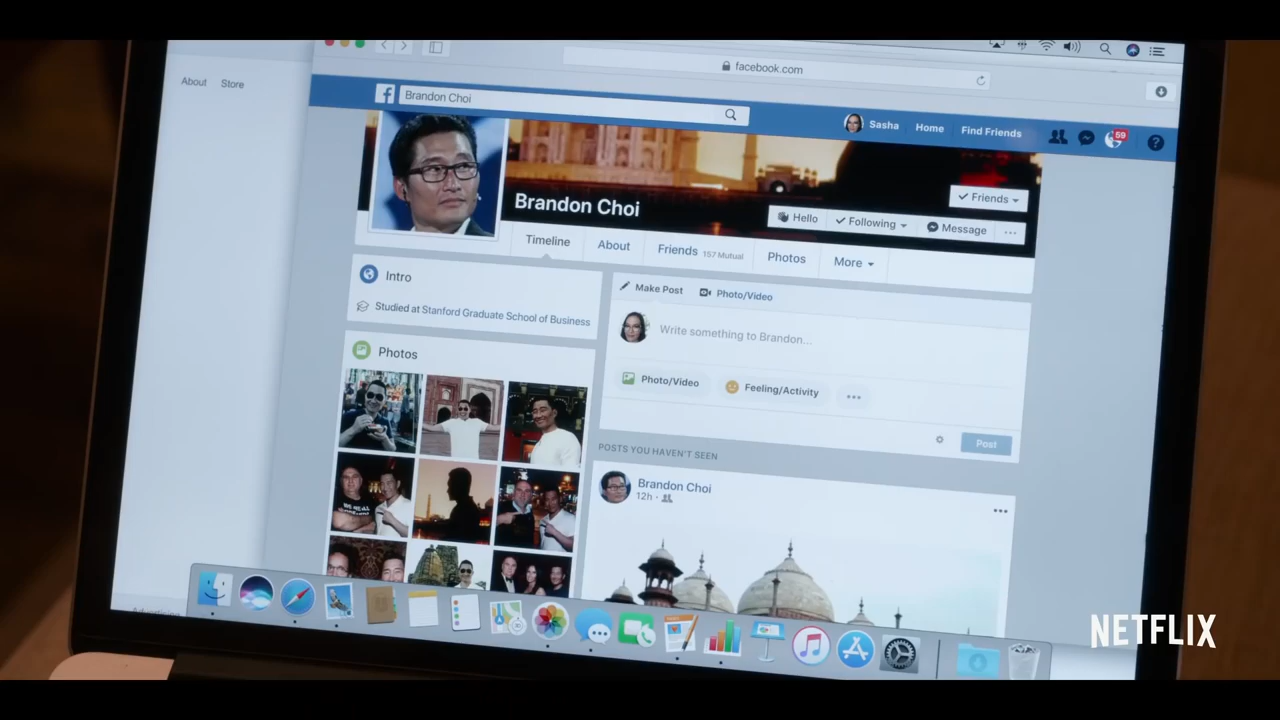 facebook.com
About Store
Brandon Choi
Sasha Home Find Friends 59 ?
Brandon Choi
Friends
Hello Following Message ...
Timeline About Friends 157 Mutual Photos More
Intro
Studied at Stanford Graduate School of Business
Photos
Make Post Photo/Video
Write something to Brandon...
Photo/Video Feeling/Activity ...
Post
POSTS YOU HAVEN'T SEEN
Brandon Choi
12h ·
Advertising
NETFLIX